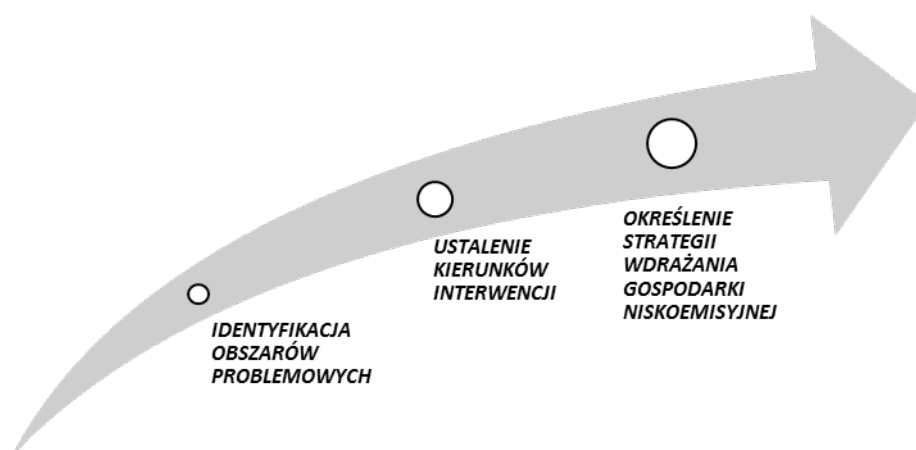 IDENTYFIKACJA
OBSZARÓW
PROBLEMOWYCH
USTALENIE
KIERUNKÓW
INTERWENCJI
OKREŚLENIE
STRATEGII
WDRAŻANIA
GOSPODARKI
NISKOEMISYJNEJ